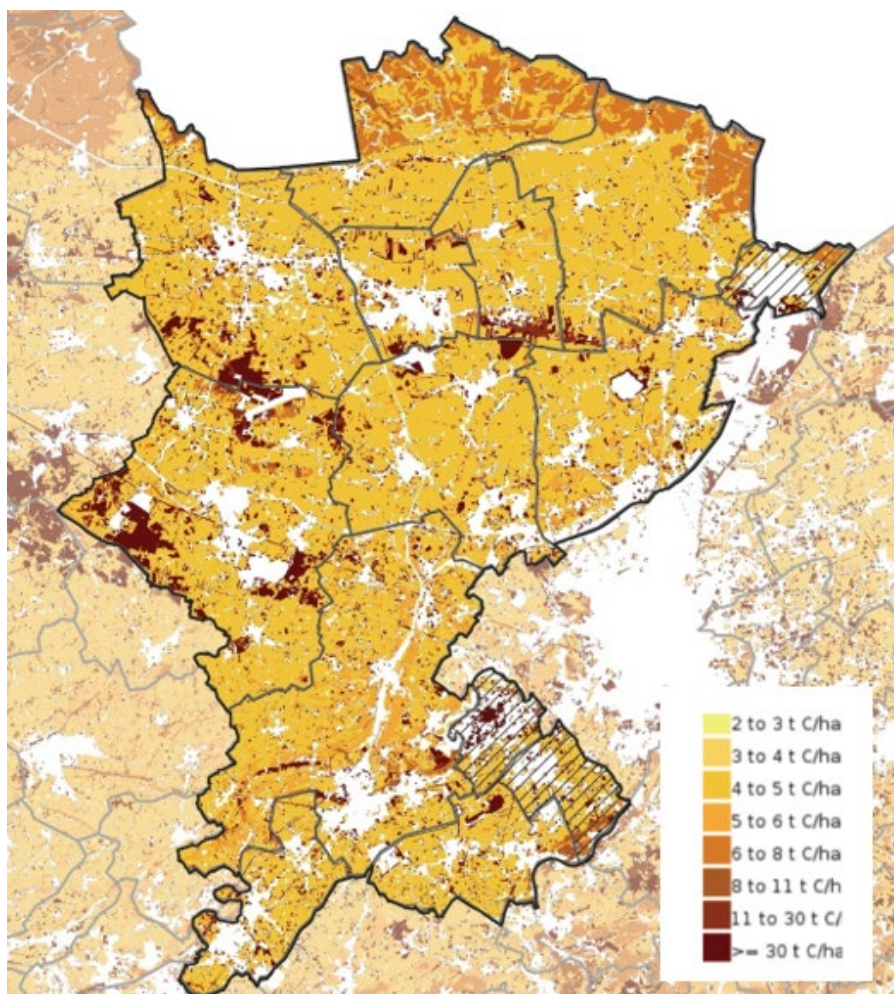 2 to 3 t C/ha
3 to 4 t C/ha
4 to 5 t C/ha
5 to 6 t C/ha
6 to 8 t C/ha
8 to 11 t C/h
11 to 30 t C/
>= 30 t C/ha